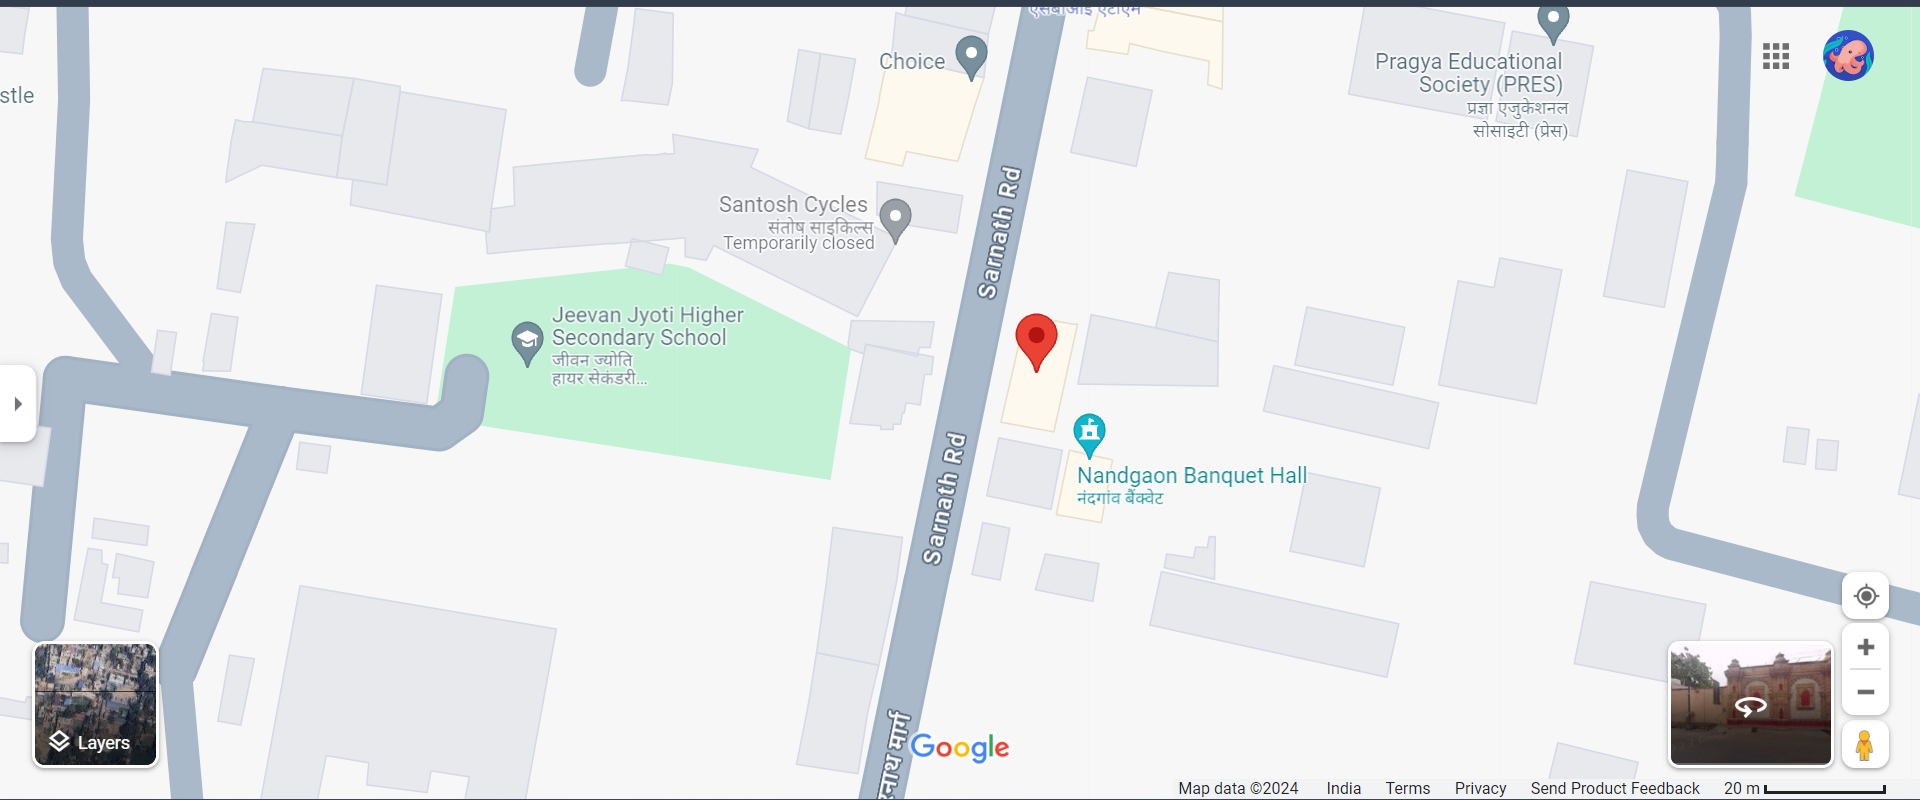 एसबीआई एटीएम
Choice
Pragya Educational
Society (PRES)
प्रज्ञा एजुकेशनल
सोसाइटी (प्रेस)
stle
Sarnath Rd
Santosh Cycles
संतोष साइकिल्स
Temporarily closed
Jeevan Jyoti Higher
Secondary School
जीवन ज्योति
हायर सेकंडरी...
Nandgaon Banquet Hall
नंदगांव बैंक्वेट
Sarnath Rd
रनाथ मार्ग
Layers
Google
Map data ©2024 India Terms Privacy Send Product Feedback 20 m